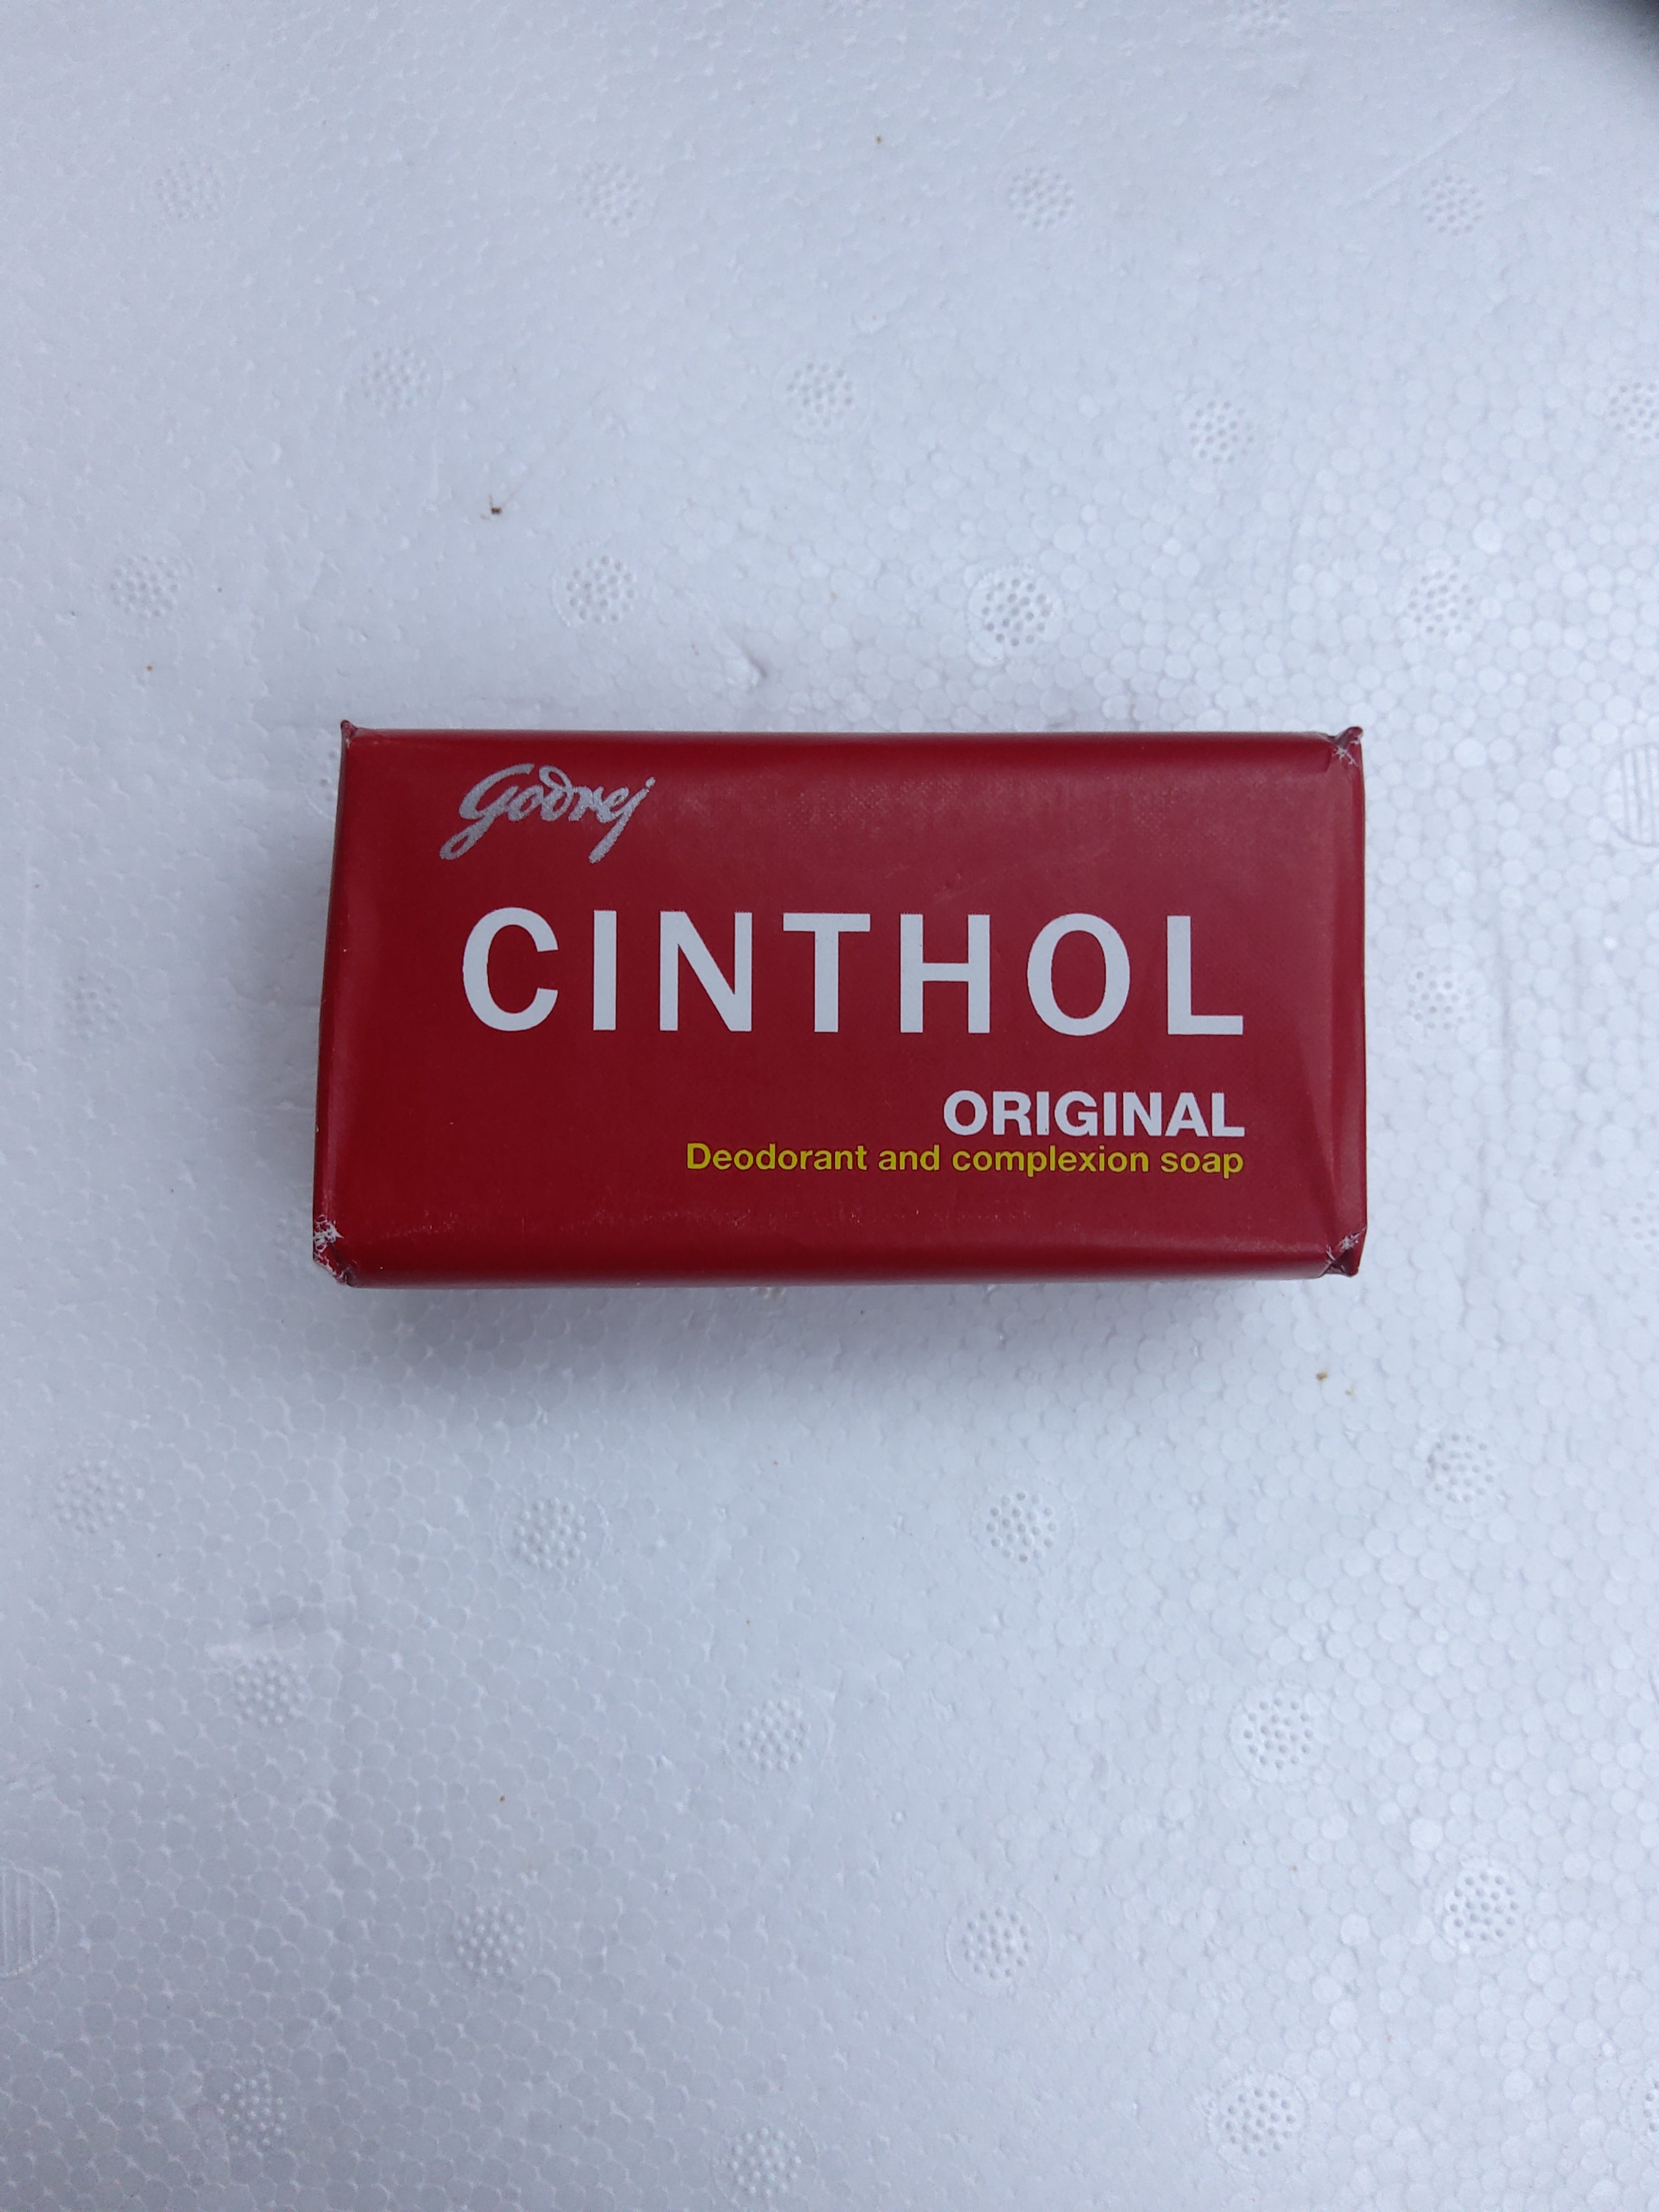 Godrej
CINTHOL
ORIGINAL
Deodorant and complexion soap